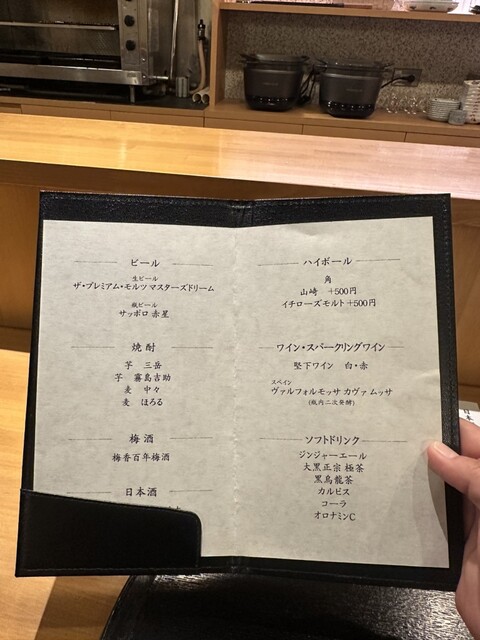 ビール
生ビール
ザ・プレミアム・モルツ マスターズドリーム
瓶ビール
サッポロ 赤星
焼酎
芋 三岳
芋 霧島吉助
麦 中々
麦 ほろる
梅酒
梅香百年梅酒
日本酒
ハイボール
角
山崎 +500円
イチローズモルト+500円
ワイン・スパークリングワイン
堅下ワイン 白・赤
スペイン
ヴァルフォルモッサ カヴァ ムッサ
(瓶内二次発酵)
ソフトドリンク
ジンジャーエール
大黒正宗 極茶
黒烏龍茶
カルピス
コーラ
オロナミンC